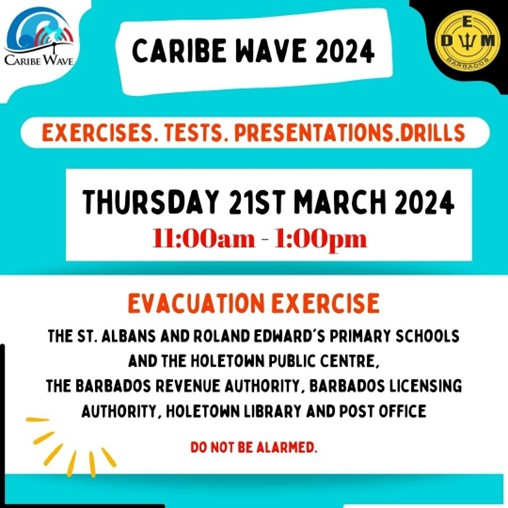 CARIBE WAVE
CARIBE WAVE 2024
E
D M
BARBADOS
EXERCISES. TESTS. PRESENTATIONS.DRILLS
THURSDAY 21ST MARCH 2024
11:00am - 1:00pm
EVACUATION EXERCISE
THE ST. ALBANS AND ROLAND EDWARD'S PRIMARY SCHOOLS
AND THE HOLETOWN PUBLIC CENTRE,
THE BARBADOS REVENUE AUTHORITY, BARBADOS LICENSING
AUTHORITY, HOLETOWN LIBRARY AND POST OFFICE
DO NOT BE ALARMED.